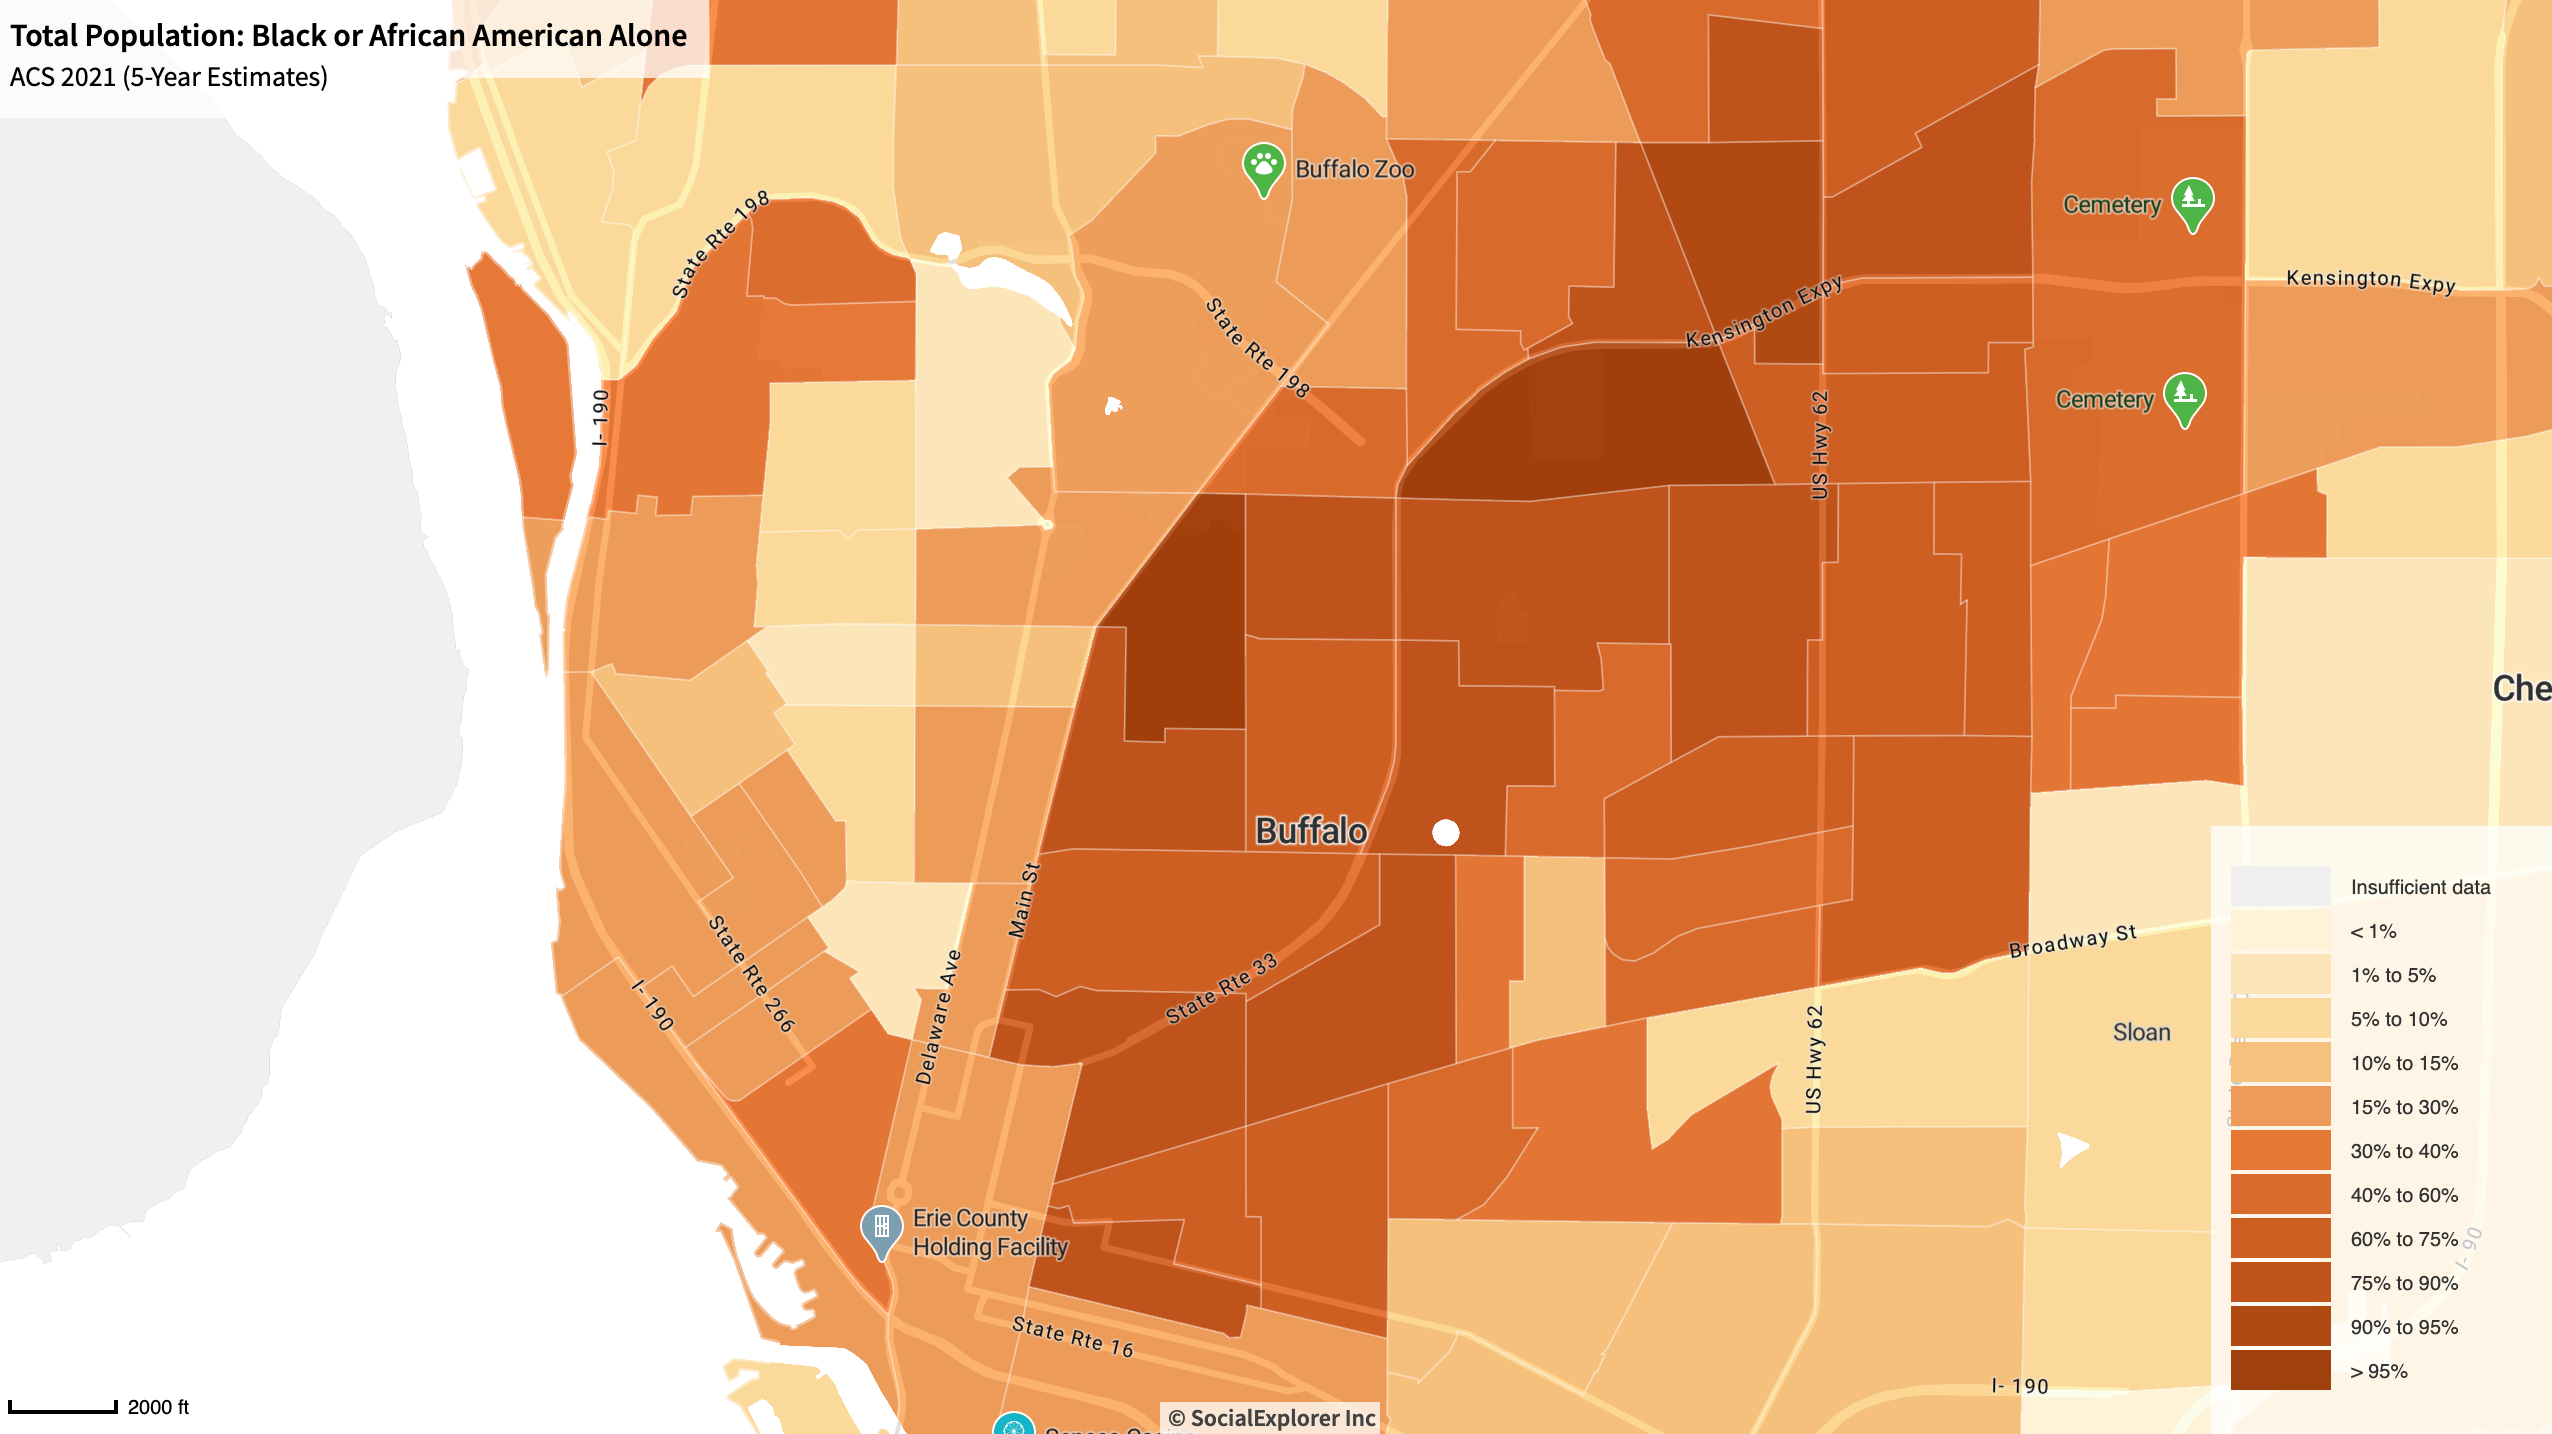 Total Population: Black or African American Alone
ACS 2021 (5-Year Estimates)
Buffalo Zoo
Cemetery
State Rte 198
Kensington Expy
Kensington Expy
State Rte 198
I- 190
Cemetery
US Hwy 62
Che
Buffalo
Main St
Insufficient data
< 1%
1% to 5%
5% to 10%
10% to 15%
15% to 30%
30% to 40%
40% to 60%
60% to 75%
75% to 90%
90% to 95%
> 95%
Broadway St
State Rte 266
State Rte 33
I- 190
Delaware Ave
Sloan
US Hwy 62
Erie County
Holding Facility
I- 90
State Rte 16
I- 190
2000 ft
© SocialExplorer Inc